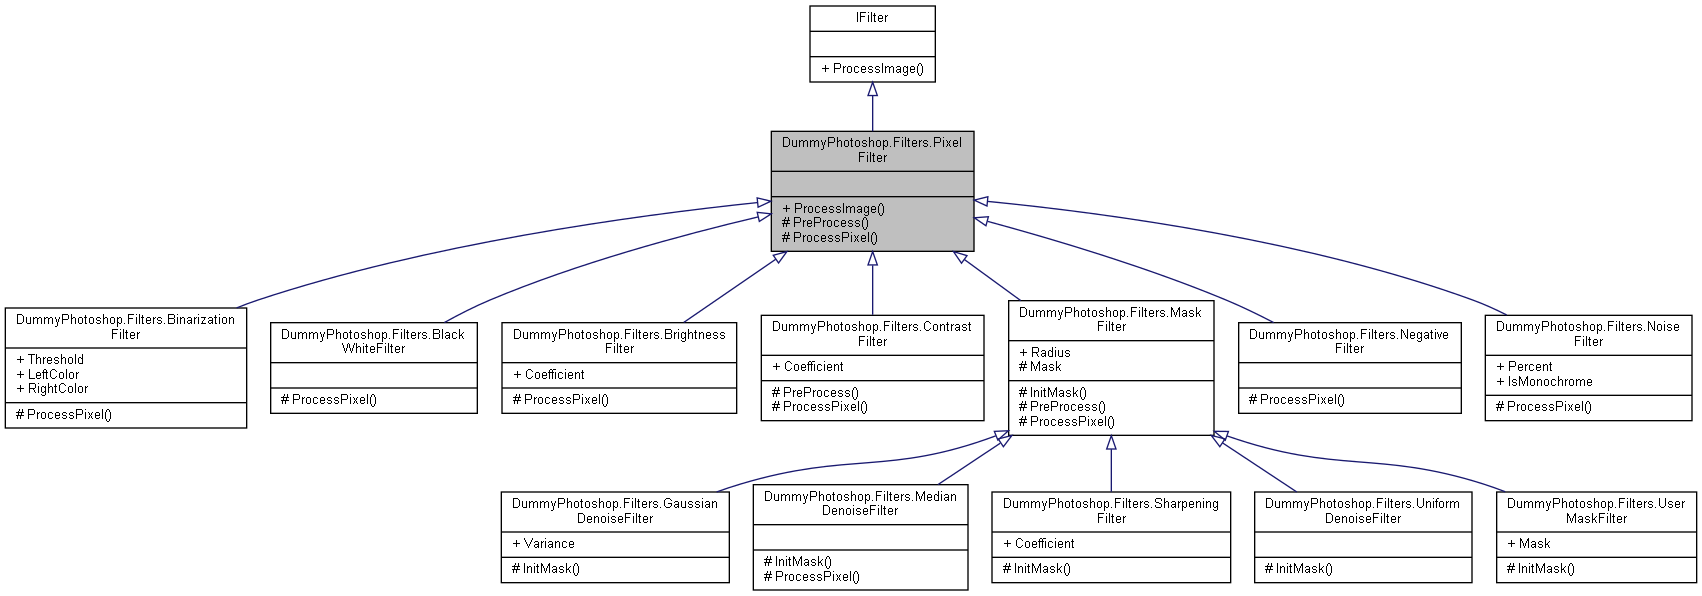 IFilter
+ ProcessImage()
DummyPhotoshop.Filters.Pixel
Filter
+ ProcessImage()
# PreProcess()
# ProcessPixel()
DummyPhotoshop.Filters.Binarization
Filter
+ Threshold
+ LeftColor
+ RightColor
# ProcessPixel()
DummyPhotoshop.Filters.Black
WhiteFilter
# ProcessPixel()
DummyPhotoshop.Filters.Brightness
Filter
+ Coefficient
# ProcessPixel()
DummyPhotoshop.Filters.Contrast
Filter
+ Coefficient
# PreProcess()
# ProcessPixel()
DummyPhotoshop.Filters.Mask
Filter
+ Radius
# Mask
# InitMask()
# PreProcess()
# ProcessPixel()
DummyPhotoshop.Filters.Negative
Filter
# ProcessPixel()
DummyPhotoshop.Filters.Noise
Filter
+ Percent
+ IsMonochrome
# ProcessPixel()
DummyPhotoshop.Filters.Gaussian
DenoiseFilter
+ Variance
# InitMask()
DummyPhotoshop.Filters.Median
DenoiseFilter
# InitMask()
# ProcessPixel()
DummyPhotoshop.Filters.Sharpening
Filter
+ Coefficient
# InitMask()
DummyPhotoshop.Filters.Uniform
DenoiseFilter
# InitMask()
DummyPhotoshop.Filters.User
MaskFilter
+ Mask
# InitMask()